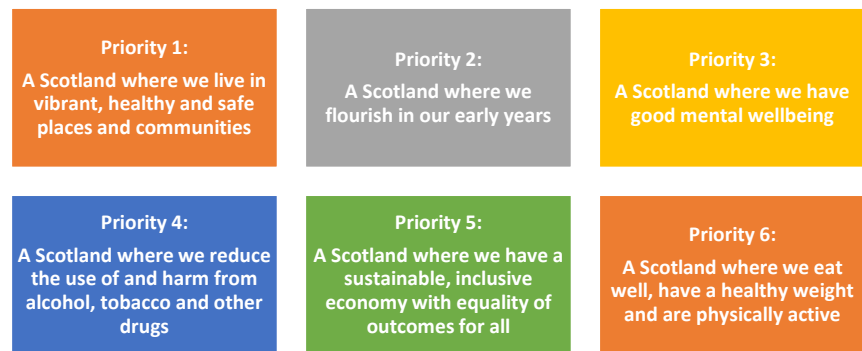 Priority 1:
A Scotland where we live in
vibrant, healthy and safe
places and communities
Priority 2:
A Scotland where we
flourish in our early years
Priority 3:
A Scotland where we have
good mental wellbeing
Priority 4:
A Scotland where we reduce
the use of and harm from
alcohol, tobacco and other
drugs
Priority 5:
A Scotland where we have a
sustainable, inclusive
economy with equality of
outcomes for all
Priority 6:
A Scotland where we eat
well, have a healthy weight
and are physically active